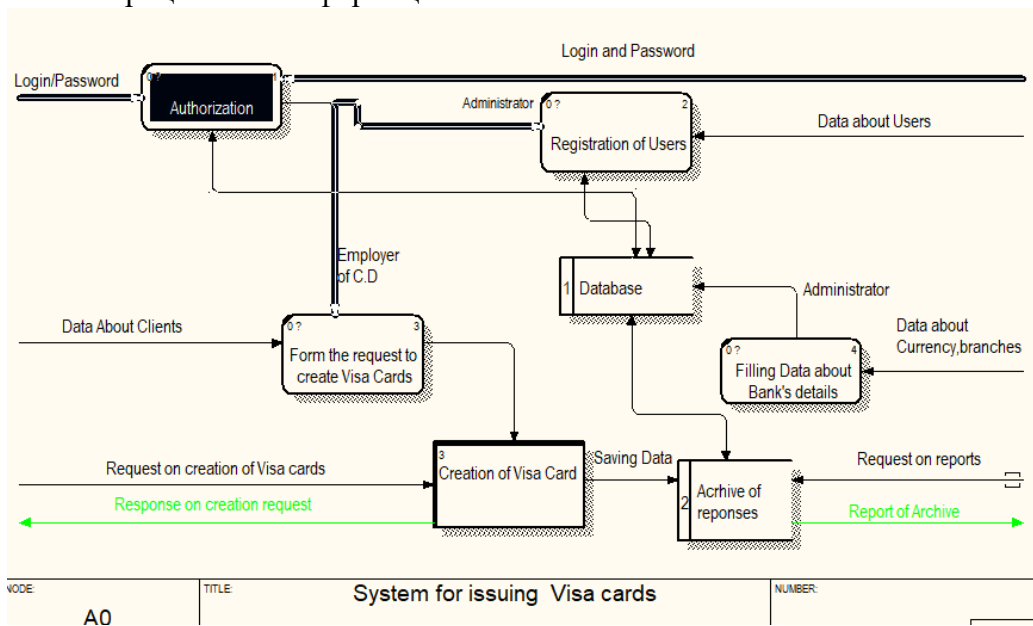 Login and Password
Login/Password
0 ?
1
Authorization
Administrator
0 ?
2
Registration of Users
Data about Users
Employer
of C.D
1
Database
Administrator
Data About Clients
0 ?
3
Form the request to
create Visa Cards
Data about
Currency,branches
0 ?
4
Filling Data about
Bank's details
Request on creation of Visa cards
3
Creation of Visa Card
Saving Data
2
Acrhive of
reponses
Request on reports
Response on creation request
Report of Archive
NODE:
A0
TITLE:
System for issuing Visa cards
NUMBER: